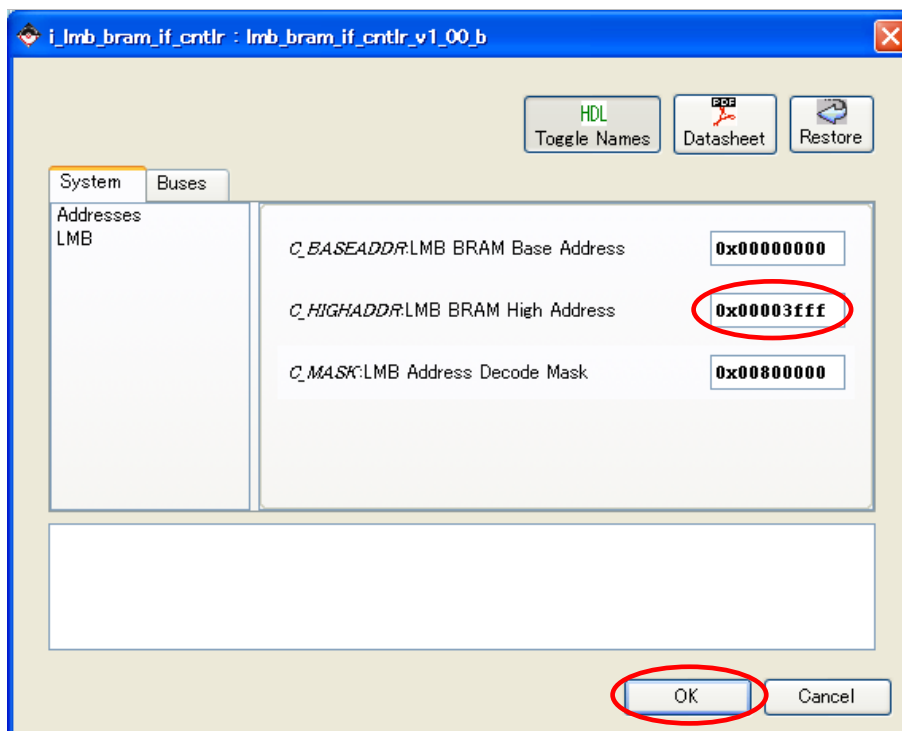 i_lmb_bram_if_cntlr : lmb_bram_if_cntlr_v1_00_b
HDL
Toggle Names
PDF
Datasheet
Restore
System
Buses
Addresses
LMB
C_BASEADDR:LMB BRAM Base Address
0x00000000
C_HIGHADDR:LMB BRAM High Address
0x00003fff
C_MASK:LMB Address Decode Mask
0x00800000
OK
Cancel